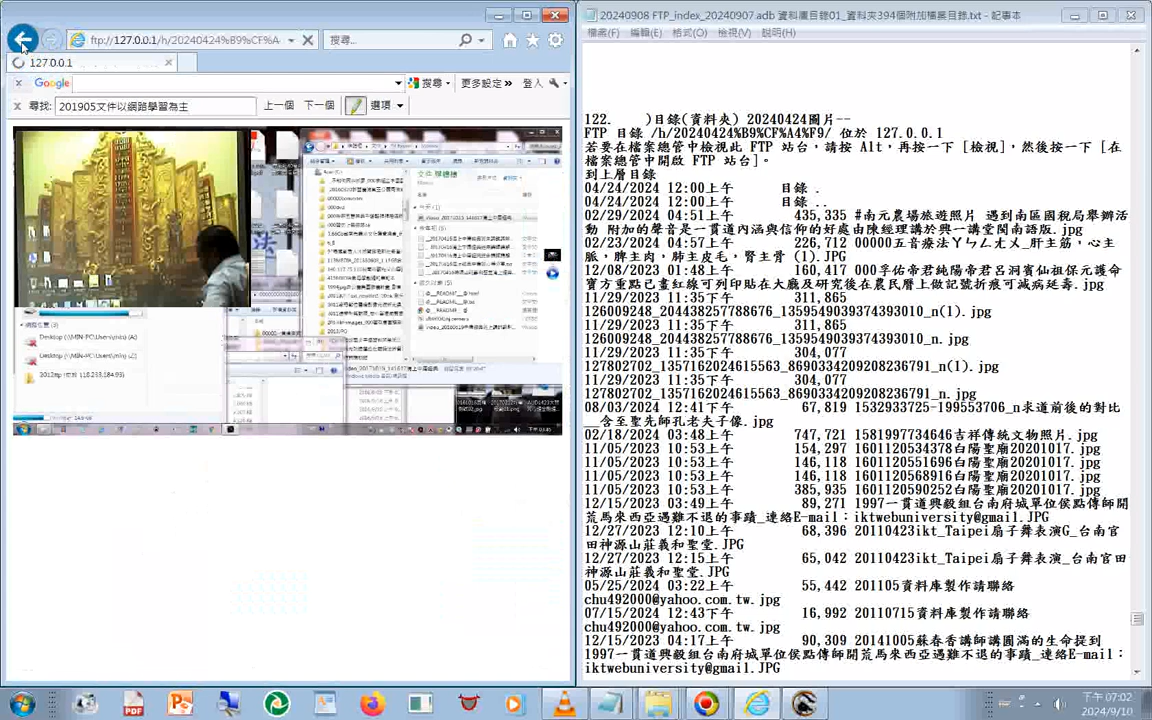 ftp://127.0.0.1/h/20240424%B9%CF%A4
搜尋...
127.0.0.1
Google
搜尋
更多設定 »
登入
尋找:
201905文件以網路學習為主
上一個
下一個
選項
20240908 FTP_index_20240907.adb 資料庫目錄01_資料夾394個附加檔案目錄.txt - 記事本
檔案(F) 編輯(E) 格式(O) 檢視(V) 說明(H)
122. )目錄(資料夾) 20240424圖片--
FTP 目錄 /h/20240424%B9%CF%A4%F9/ 位於 127.0.0.1
若要在檔案總管中檢視此 FTP 站台，請按 Alt，再按一下 [檢視]，然後按一下 [在
檔案總管中開啟 FTP 站台]。
到上層目錄
04/24/2024 12:00上午 目錄 .
04/24/2024 12:00上午 目錄 ..
02/29/2024 04:51上午 435,335 #南元農場旅遊照片 遇到南區國稅局舉辦活
動 附加的聲音是一貫道內涵與信仰的好處由陳經理講於興一講堂閩南語版.jpg
02/23/2024 04:57上午 226,712 00000五音療法ㄚㄣㄥㄤㄨ_肝主筋，心主
脈，脾主肉，肺主皮毛，腎主骨 (1).JPG
12/08/2023 01:48上午 160,417 000孚佑帝君純陽帝君呂洞賓仙祖保元護命
寶方重點已畫紅線可列印貼在大廳及研究後在農民曆上做記號折痕可減病延壽.jpg
11/29/2023 11:35下午 311,865
126009248_204438257788676_1359549039374393010_n(1).jpg
11/29/2023 11:35下午 311,865
126009248_204438257788676_1359549039374393010_n.jpg
11/29/2023 11:35下午 304,077
127802702_1357162024615563_8690334209208236791_n(1).jpg
11/29/2023 11:35下午 304,077
127802702_1357162024615563_8690334209208236791_n.jpg
08/03/2024 12:41下午 67,819 1532933725-199553706_n求道前後的對比
__含至聖先師孔老夫子像.jpg
02/18/2024 03:48上午 747,721 1581997734646吉祥傳統文物照片.jpg
11/05/2023 10:53上午 154,297 1601120534378白陽聖廟20201017.jpg
11/05/2023 10:53上午 146,118 1601120551696白陽聖廟20201017.jpg
11/05/2023 10:53上午 146,118 1601120568916白陽聖廟20201017.jpg
11/05/2023 10:53上午 385,935 1601120590252白陽聖廟20201017.jpg
12/15/2023 03:49上午 89,271 1997一貫道興毅組台南府城單位侯點傳師開
荒馬來西亞遇難不退的事蹟_連絡E-mail：iktwebuniversity@gmail.JPG
12/27/2023 12:10上午 68,396 20110423ikt_Taipei扇子舞表演G_台南官
田神源山莊義和聖堂.JPG
12/27/2023 12:15上午 65,042 20110423ikt_Taipei扇子舞表演_台南官田
神源山莊義和聖堂.JPG
05/25/2024 03:22上午 55,442 201105資料庫製作請聯絡
chu492000@yahoo.com.tw.jpg
07/15/2024 12:43下午 16,992 20110715資料庫製作請聯絡
chu492000@yahoo.com.tw.jpg
12/15/2023 04:17上午 90,309 20141005蘇春香講師講圓滿的生命提到
1997一貫道興毅組台南府城單位侯點傳師開荒馬來西亞遇難不退的事蹟_連絡E-mail：
iktwebuniversity@gmail.JPG
下午 07:02
2024/9/10